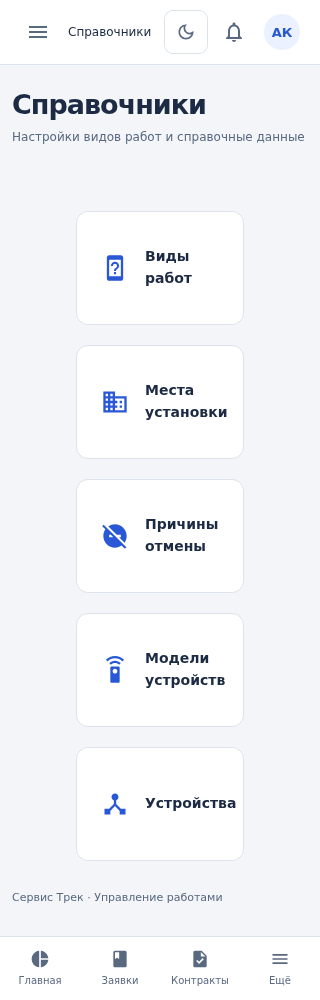 Справочники
АК
Справочники
Настройки видов работ и справочные данные
Виды
работ
Места
установки
Причины
отмены
Модели
устройств
Устройства
Сервис Трек · Управление работами
Главная
Заявки
Контракты
Ещё